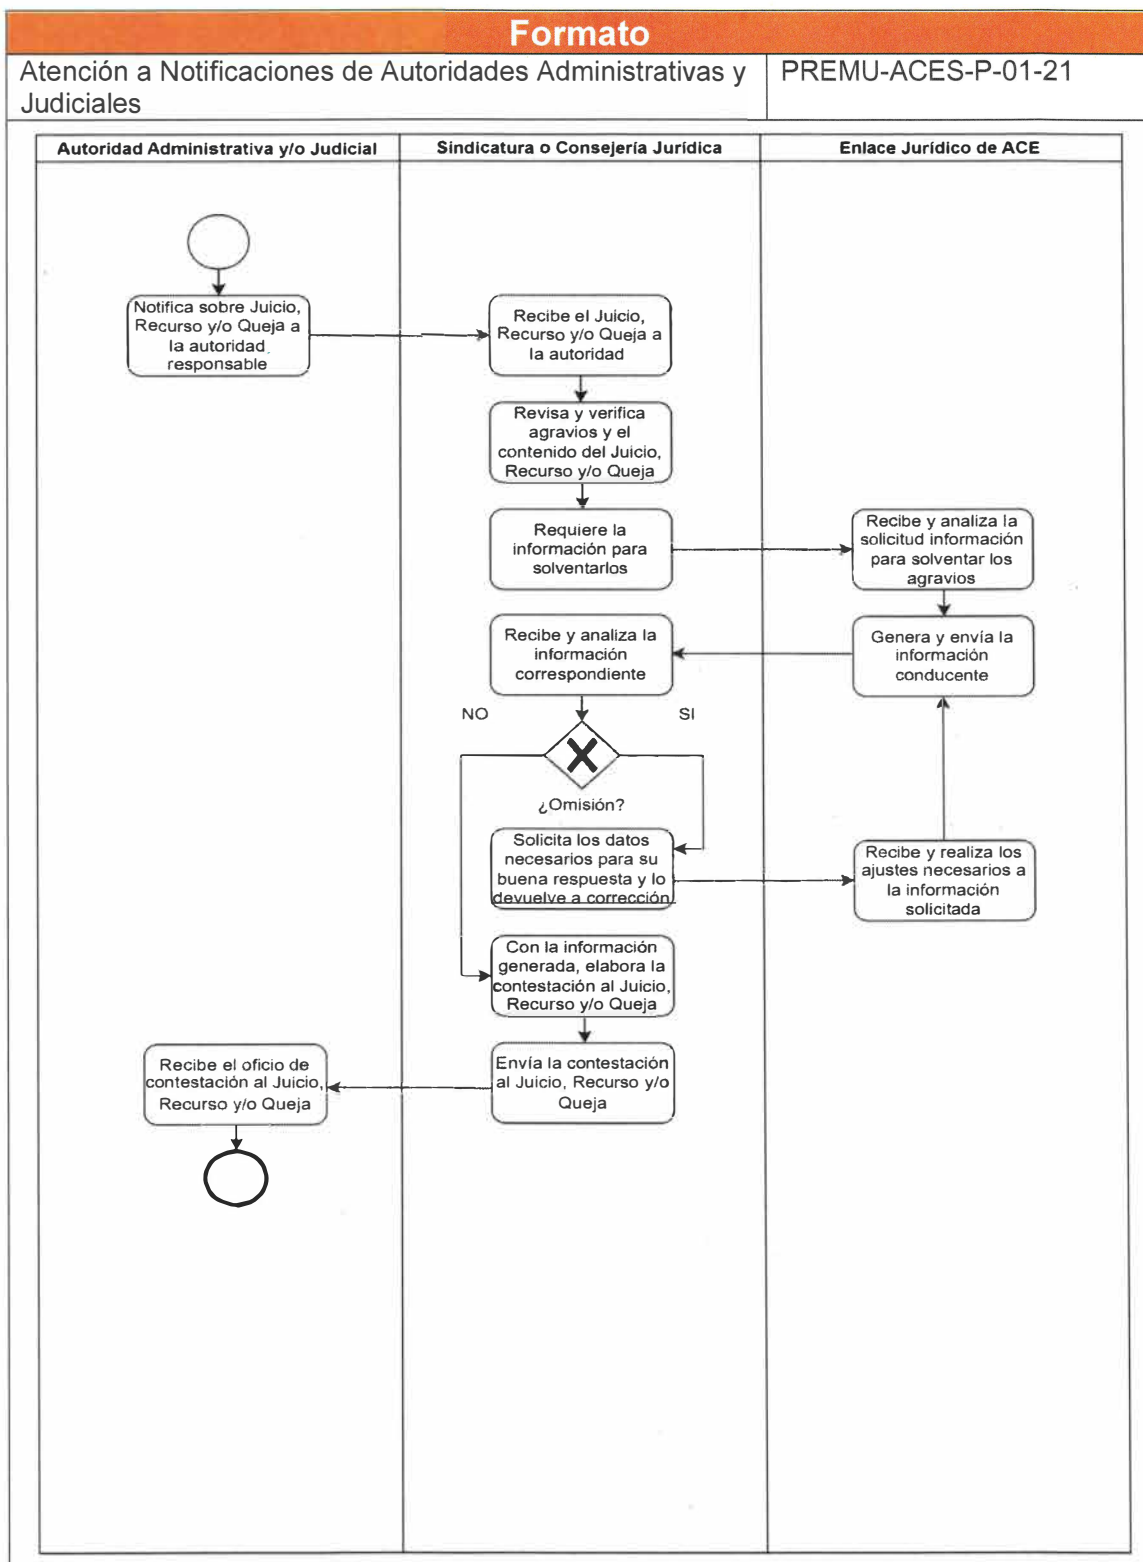 Formato
Atención a Notificaciones de Autoridades Administrativas y
Judiciales
PREMU-ACES-P-01-21
Autoridad Administrativa y/o Judicial
Sindicatura o Consejería Jurídica
Enlace Jurídico de ACE
Notifica sobre Juicio,
Recurso y/o Queja a
la autoridad
responsable
Recibe el Juicio,
Recurso y/o Queja a
la autoridad
Revisa y verifica
agravios y el
contenido del Juicio,
Recurso y/o Queja
Requiere la
información para
solventarlos
Recibe y analiza la
solicitud información
para solventar los
agravios
Recibe y analiza la
información
correspondiente
Genera y envía la
información
conducente
NO
SI
¿Omisión?
Solicita los datos
necesarios para su
buena respuesta y lo
devuelve a corrección
Recibe y realiza los
ajustes necesarios a
la información
solicitada
Con la información
generada, elabora la
contestación al Juicio,
Recurso y/o Queja
Recibe el oficio de
contestación al Juicio,
Recurso y/o Queja
Envía la contestación
al Juicio, Recurso y/o
Queja